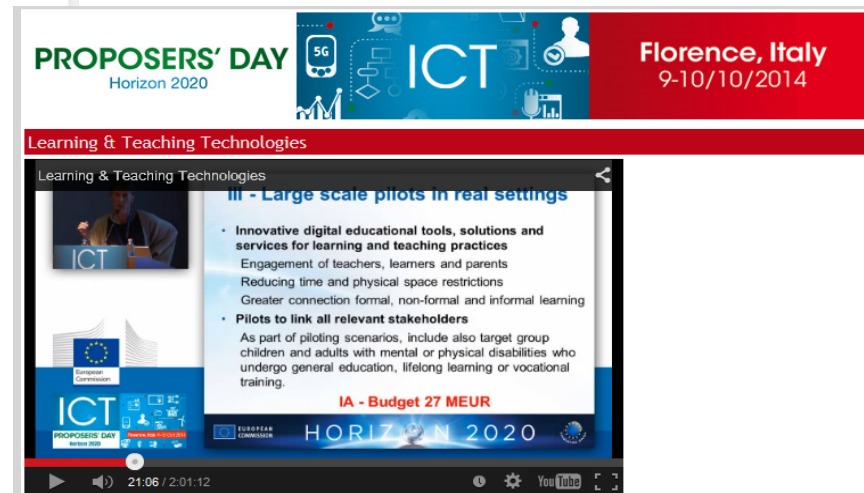 PROPOSERS' DAY
Horizon 2020
5G
ICT
Florence, Italy
9-10/10/2014
Learning & Teaching Technologies
Learning & Teaching Technologies
III - Large scale pilots in real settings
• Innovative digital educational tools, solutions and
services for learning and teaching practices
Engagement of teachers, learners and parents
Reducing time and physical space restrictions
Greater connection formal, non-formal and informal learning
• Pilots to link all relevant stakeholders
As part of piloting scenarios, include also target group
children and adults with mental or physical disabilities who
undergo general education, lifelong learning or vocational
training.
IA - Budget 27 MEUR
ICT
European
Commission
ICT
PROPOSERS' DAY
Horizon 2020
EUROPEAN
COMMISSION
HORIZON 2020
21:06 / 2:01:12
YouTube